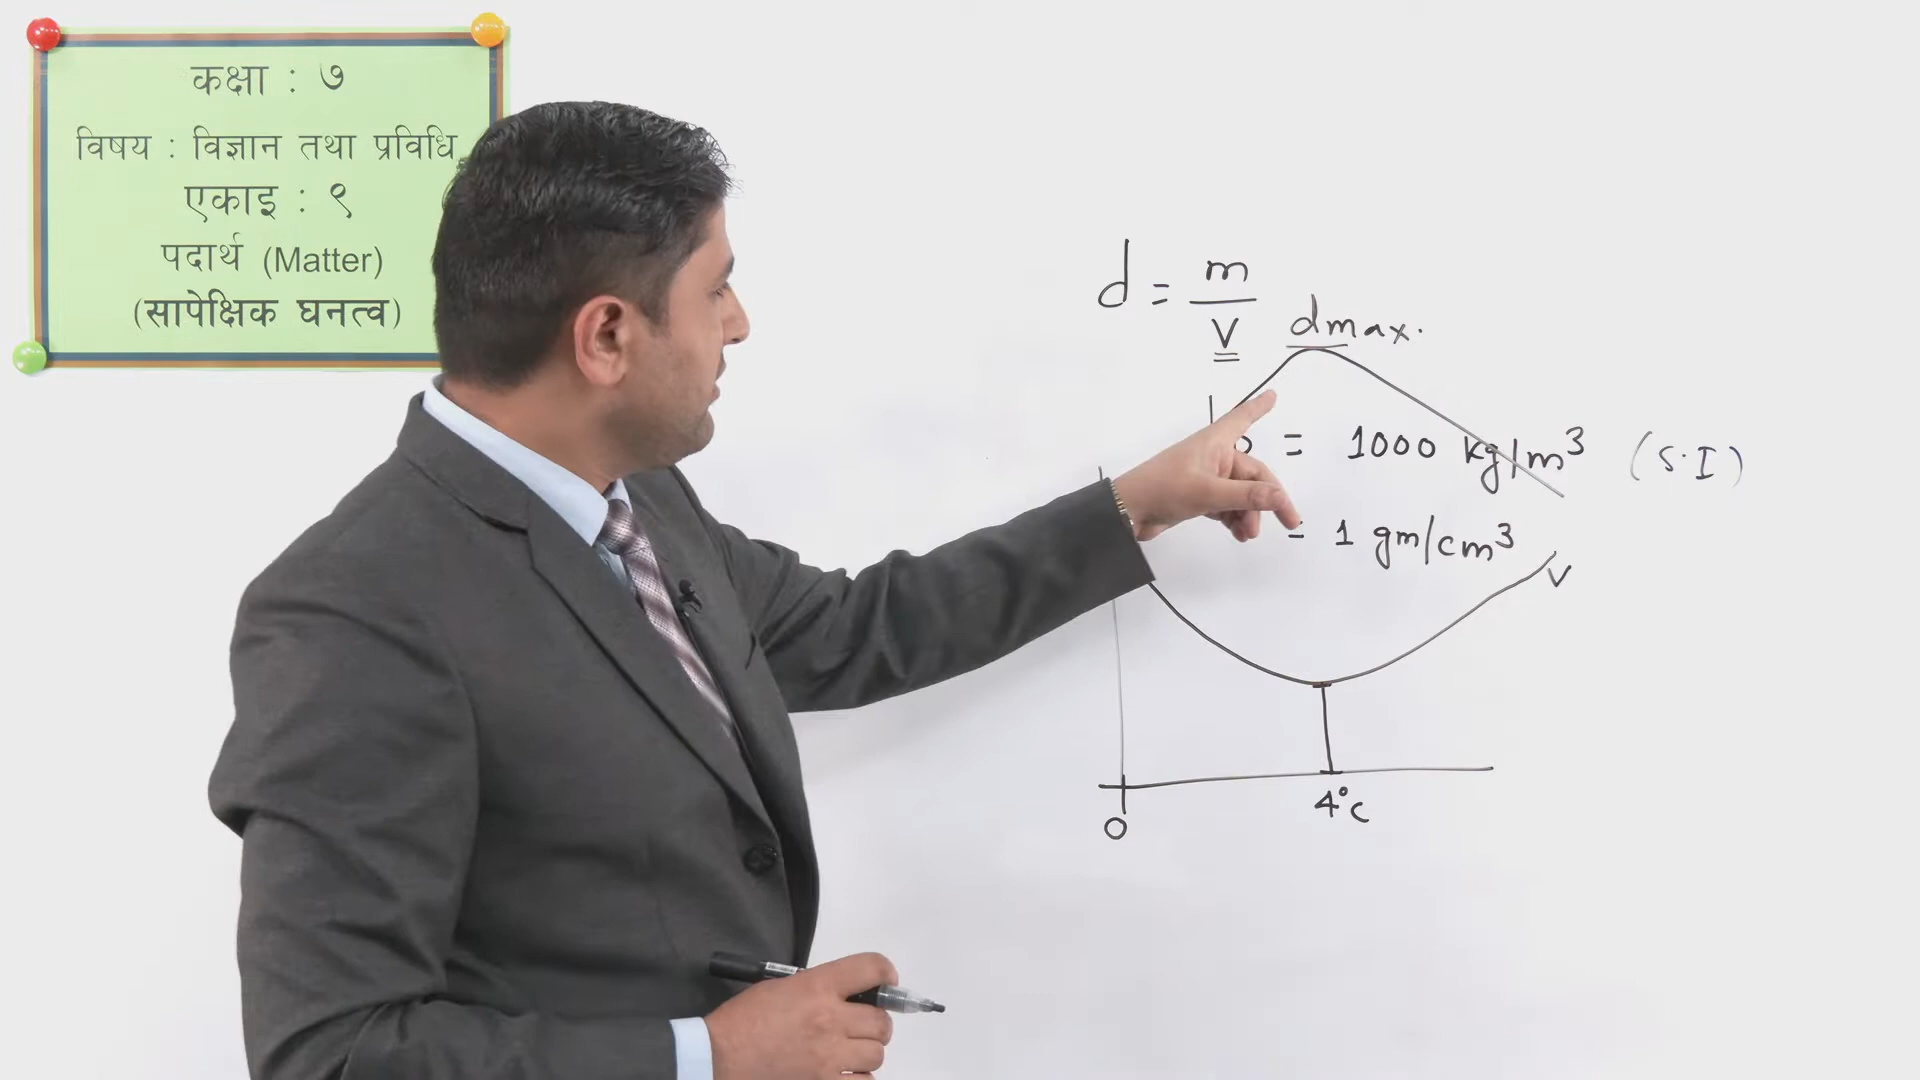 कक्षा : ७
विषय : विज्ञान तथा प्रविधि
एकाइ : ९
पदार्थ (Matter)
(सापेक्षिक घनत्व)
d = m
V
dmax.
= 1000 kg/m³ (S.I)
= 1 gm/cm³
V
0
4°C